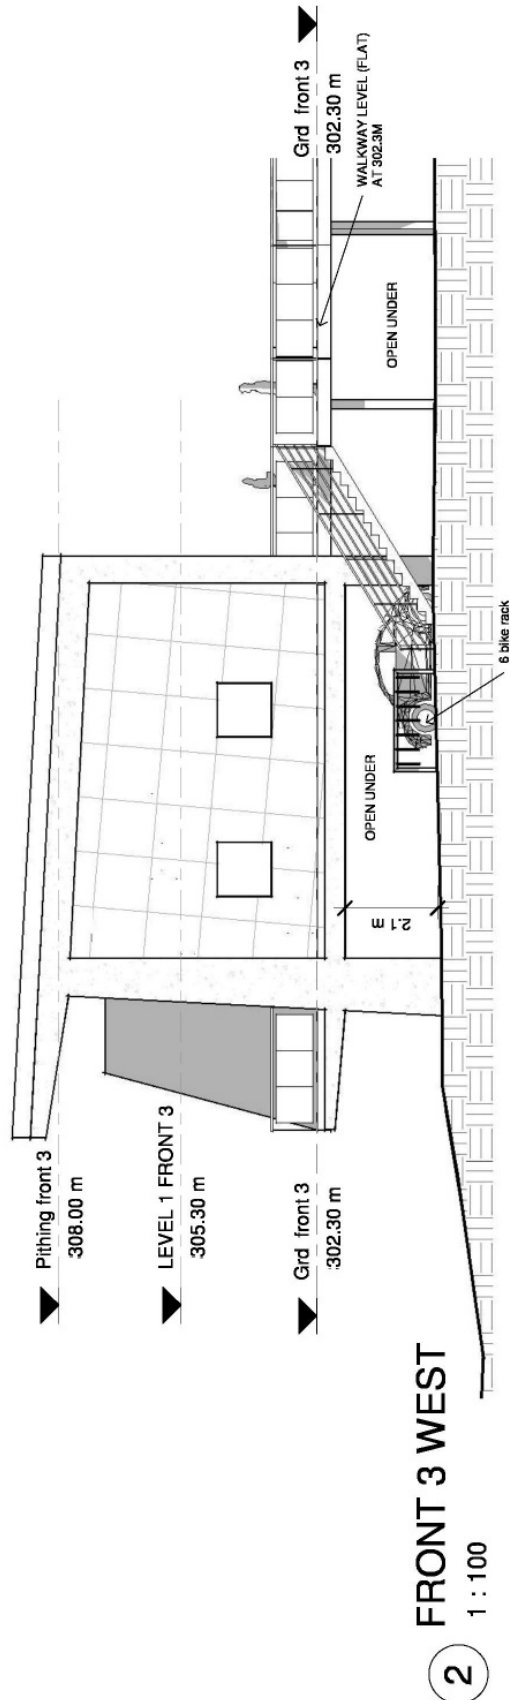 Pithing front 3
308.00 m
LEVEL 1 FRONT 3
305.30 m
Grd front 3
302.30 m
Grd front 3
302.30 m
WALKWAY LEVEL (FLAT)
AT 302.3M
OPEN UNDER
OPEN UNDER
2.1 m
6 bike rack
2
FRONT 3 WEST
1 : 100